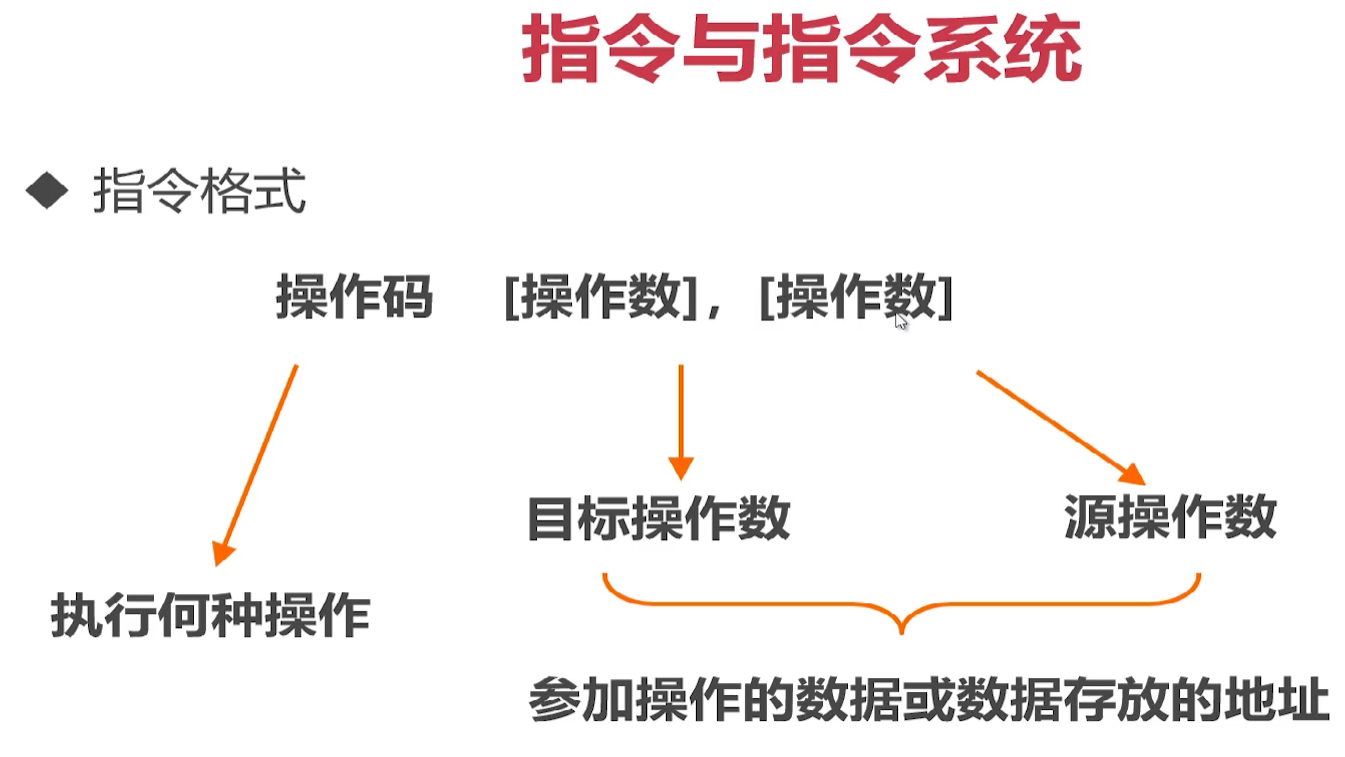 指令与指令系统
指令格式
操作码 [操作数]，[操作数]
目标操作数 源操作数
执行何种操作
参加操作的数据或数据存放的地址